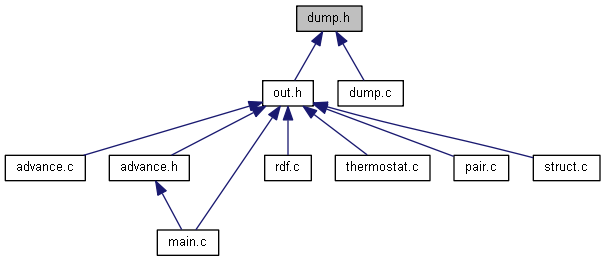 dump.h
out.h
dump.c
advance.c
advance.h
rdf.c
thermostat.c
pair.c
struct.c
main.c